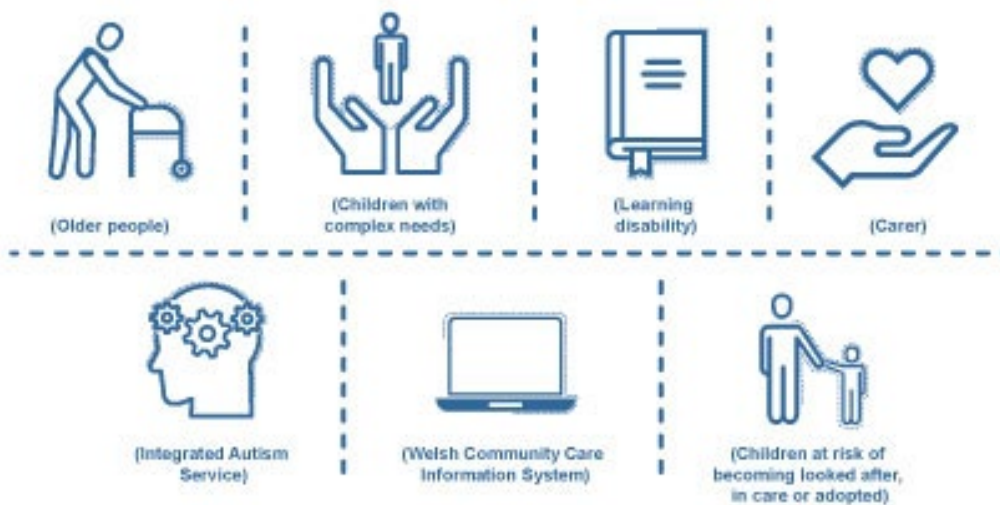 (Older people)
(Children with
complex needs)
(Learning
disability)
(Carer)
(Integrated Autism
Service)
(Welsh Community Care
Information System)
(Children at risk of
becoming looked after,
in care or adopted)